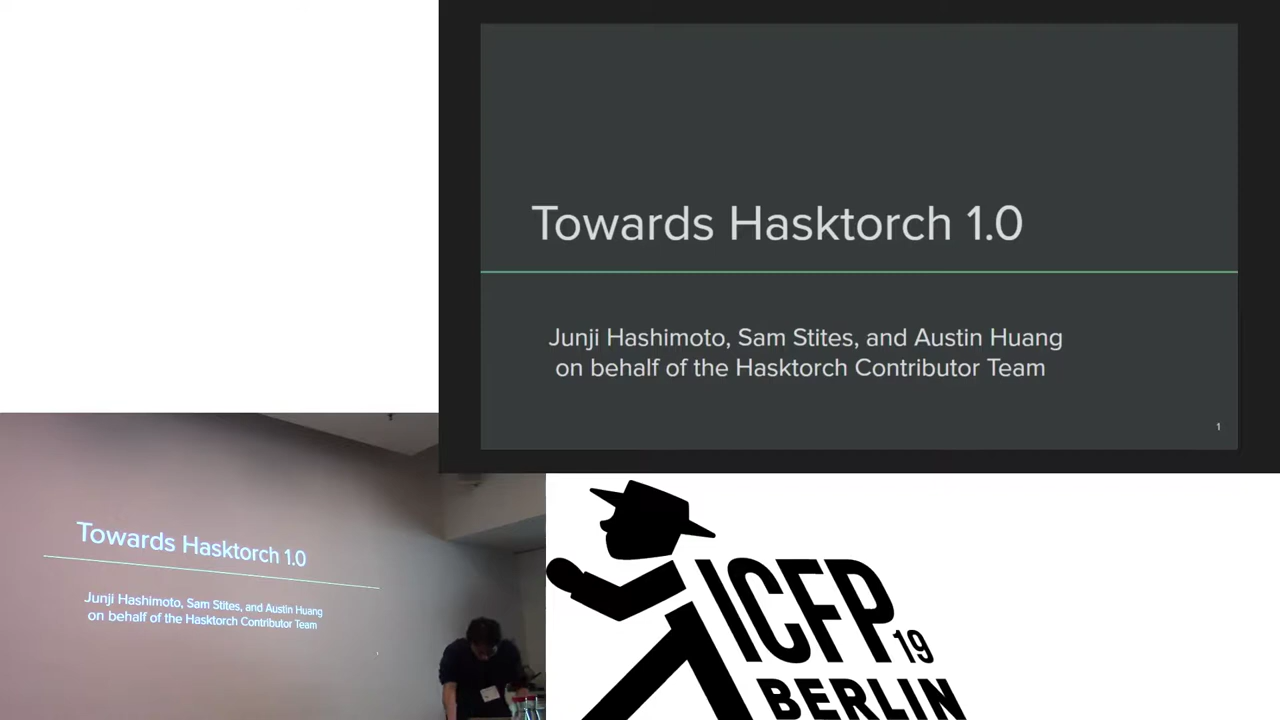 Towards Hasktorch 1.0
Junji Hashimoto, Sam Stites, and Austin Huang
on behalf of the Hasktorch Contributor Team
1
Towards Hasktorch 1.0
Junji Hashimoto, Sam Stites, and Austin Huang
on behalf of the Hasktorch Contributor Team
ICFP 19
BERLIN